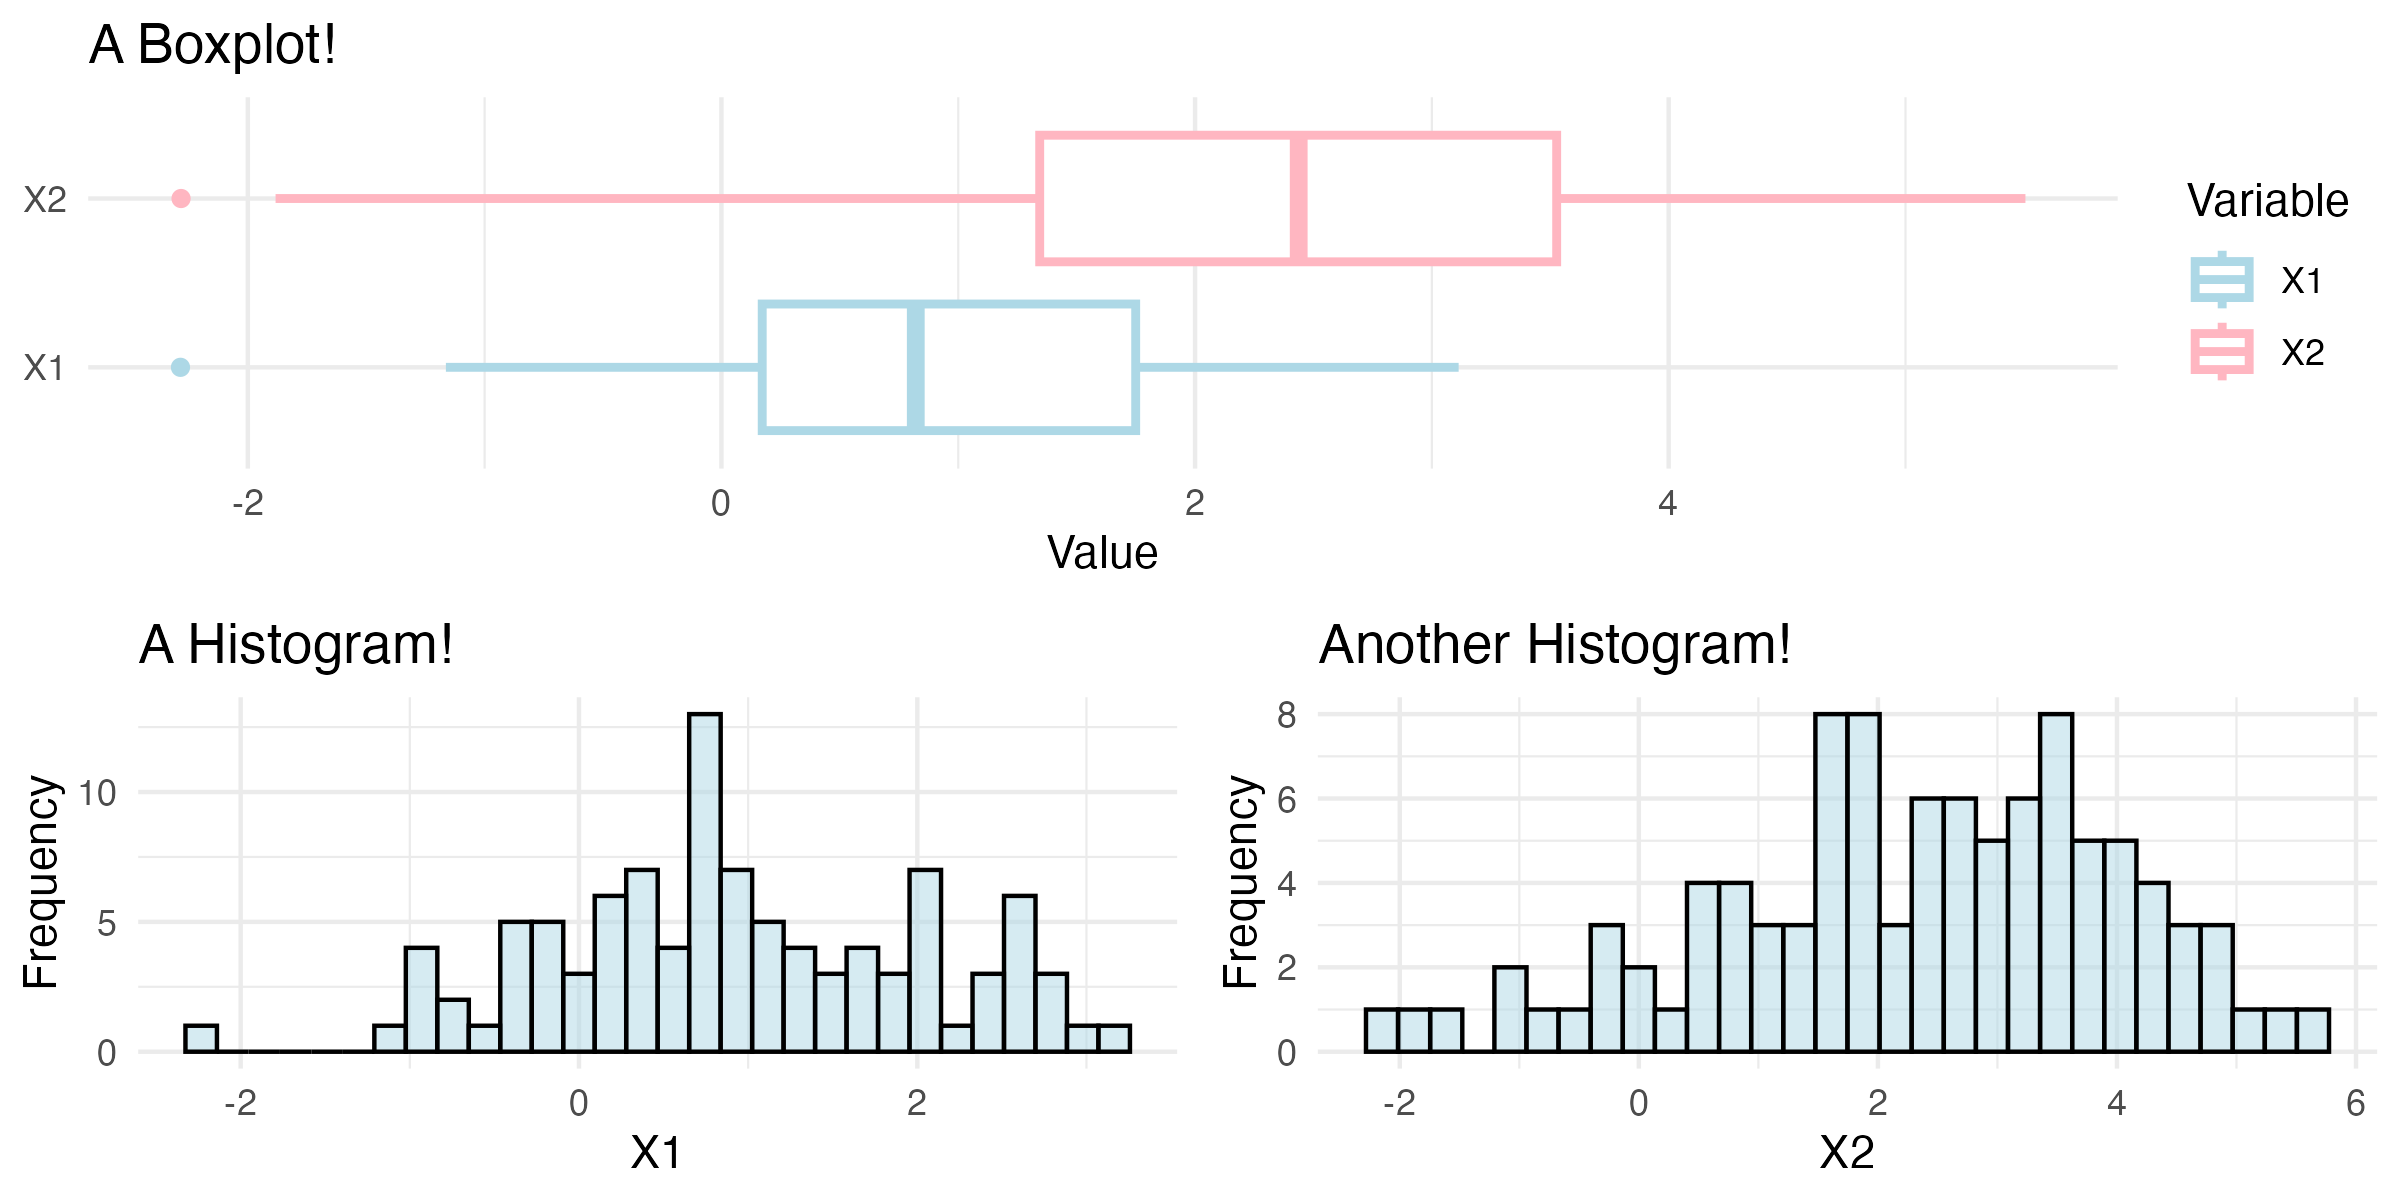 A Boxplot!
X2
X1
-2 0 2 4
Value
Variable
X1
X2
A Histogram!
Frequency
10
5
0
-2 0 2
X1
Another Histogram!
Frequency
8
6
4
2
0
-2 0 2 4 6
X2